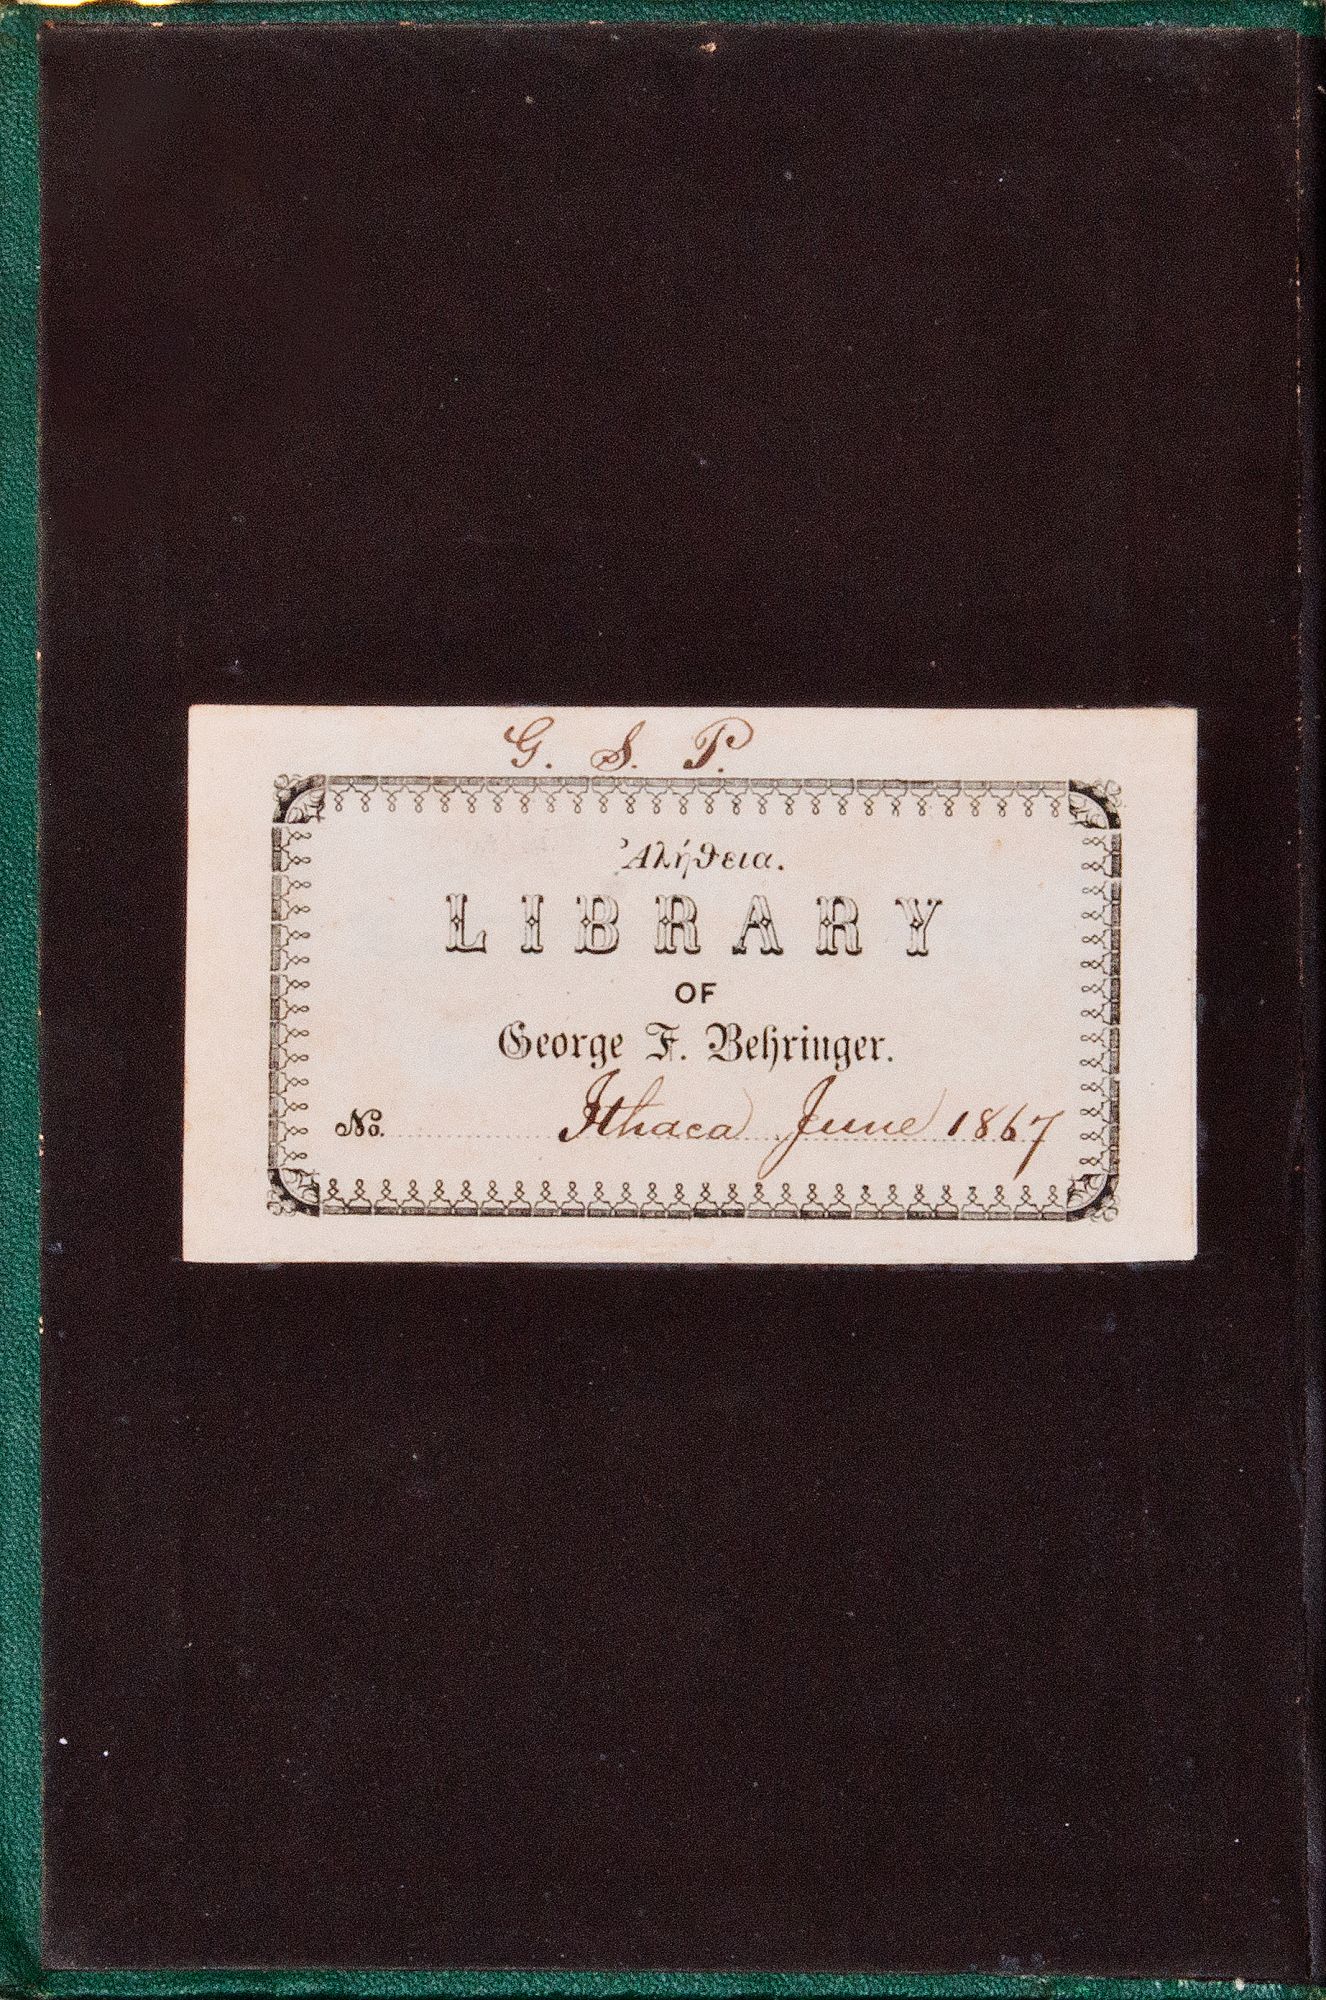 G. S. P.
Ἀλήθεια.
LIBRARY
OF
George F. Behringer.
No. Ithaca June 1867